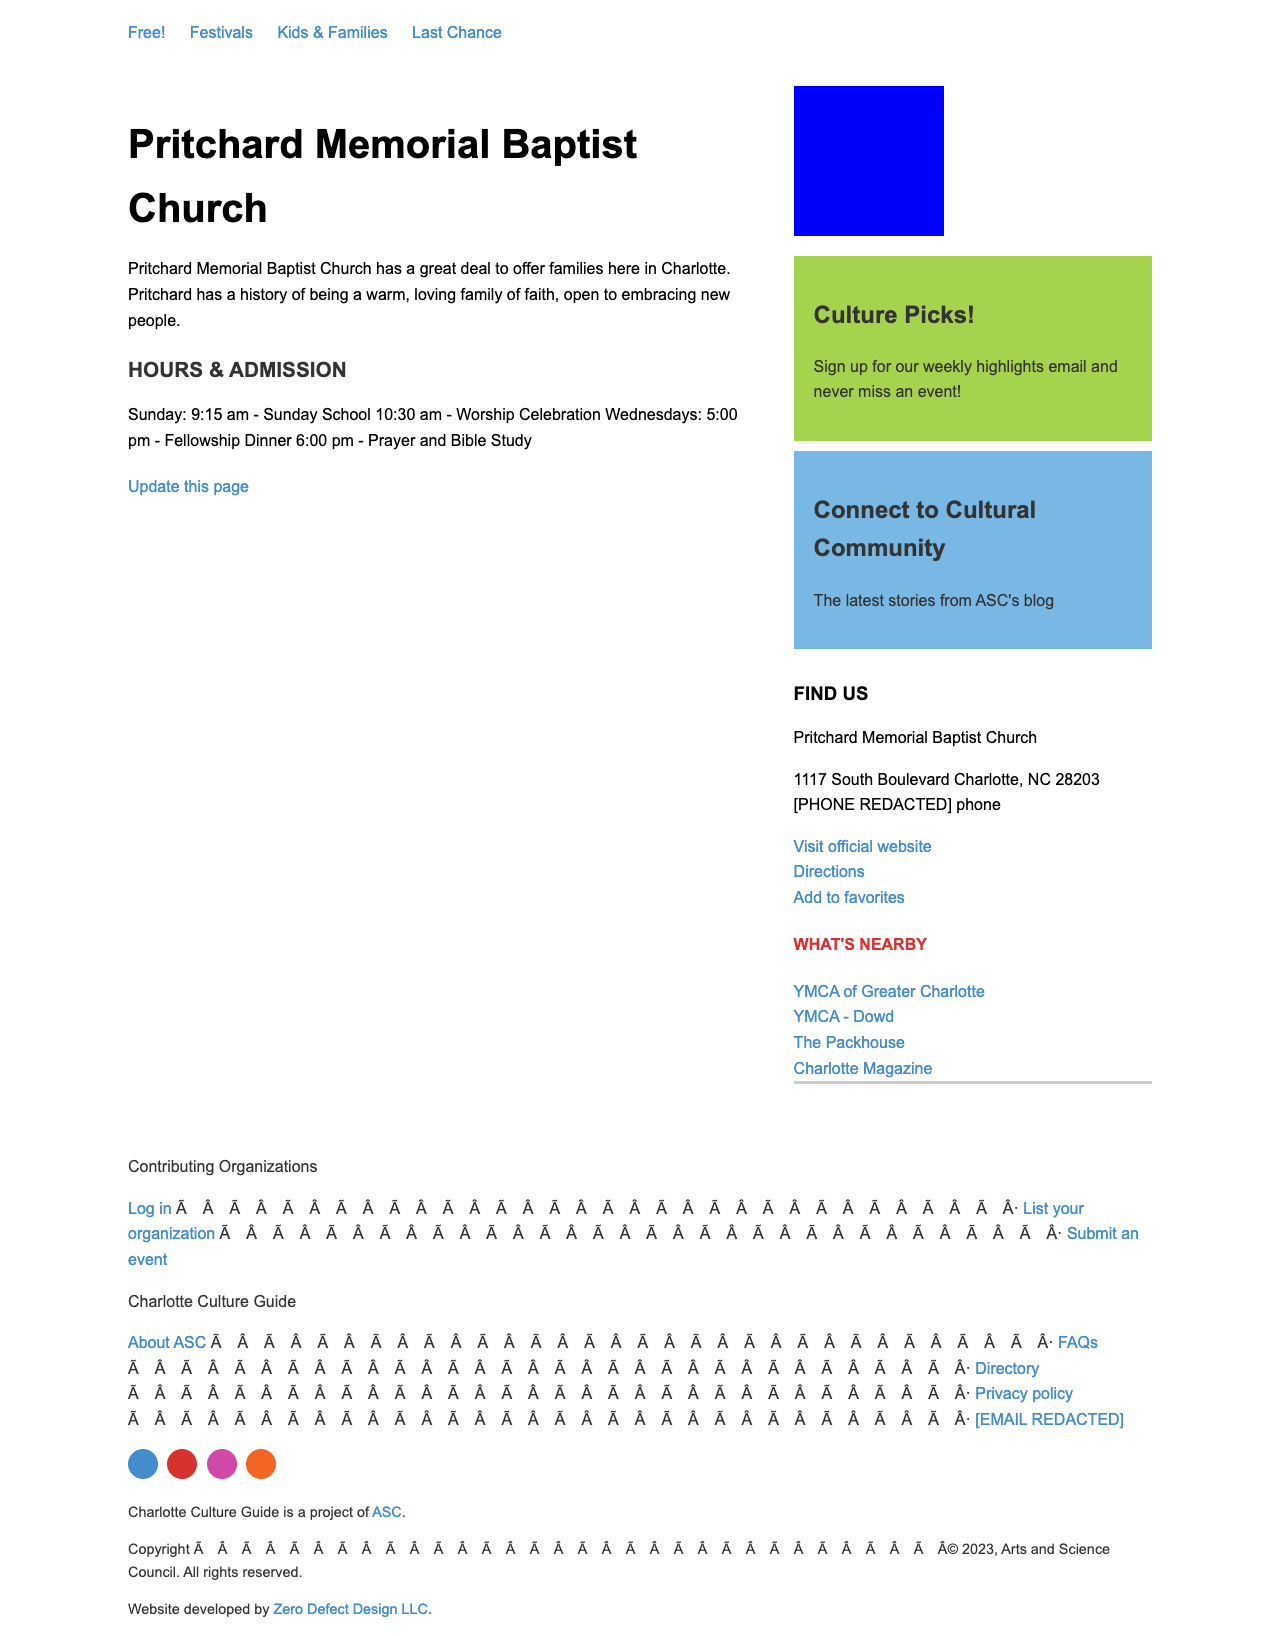 Free! Festivals Kids & Families Last Chance
Pritchard Memorial Baptist
Church
Pritchard Memorial Baptist Church has a great deal to offer families here in Charlotte.
Pritchard has a history of being a warm, loving family of faith, open to embracing new
people.
HOURS & ADMISSION
Sunday: 9:15 am - Sunday School 10:30 am - Worship Celebration Wednesdays: 5:00
pm - Fellowship Dinner 6:00 pm - Prayer and Bible Study
Update this page
Culture Picks!
Sign up for our weekly highlights email and
never miss an event!
Connect to Cultural
Community
The latest stories from ASC's blog
FIND US
Pritchard Memorial Baptist Church
1117 South Boulevard Charlotte, NC 28203
[PHONE REDACTED] phone
Visit official website
Directions
Add to favorites
WHAT'S NEARBY
YMCA of Greater Charlotte
YMCA - Dowd
The Packhouse
Charlotte Magazine
Contributing Organizations
Log in Ã Â Ã Â Ã Â Ã Â Ã Â Ã Â Ã Â Ã Â Ã Â Ã Â Ã Â Ã Â Ã Â Ã Â Ã Â Ã Â· List your
organization Ã Â Ã Â Ã Â Ã Â Ã Â Ã Â Ã Â Ã Â Ã Â Ã Â Ã Â Ã Â Ã Â Ã Â Ã Â Ã Â· Submit an
event
Charlotte Culture Guide
About ASC Ã Â Ã Â Ã Â Ã Â Ã Â Ã Â Ã Â Ã Â Ã Â Ã Â Ã Â Ã Â Ã Â Ã Â Ã Â Ã Â· FAQs
Ã Â Ã Â Ã Â Ã Â Ã Â Ã Â Ã Â Ã Â Ã Â Ã Â Ã Â Ã Â Ã Â Ã Â Ã Â Ã Â· Directory
Ã Â Ã Â Ã Â Ã Â Ã Â Ã Â Ã Â Ã Â Ã Â Ã Â Ã Â Ã Â Ã Â Ã Â Ã Â Ã Â· Privacy policy
Ã Â Ã Â Ã Â Ã Â Ã Â Ã Â Ã Â Ã Â Ã Â Ã Â Ã Â Ã Â Ã Â Ã Â Ã Â Ã Â· [EMAIL REDACTED]
Charlotte Culture Guide is a project of ASC.
Copyright Ã Â Ã Â Ã Â Ã Â Ã Â Ã Â Ã Â Ã Â Ã Â Ã Â Ã Â Ã Â Ã Â Ã Â Ã Â Ã Â© 2023, Arts and Science
Council. All rights reserved.
Website developed by Zero Defect Design LLC.